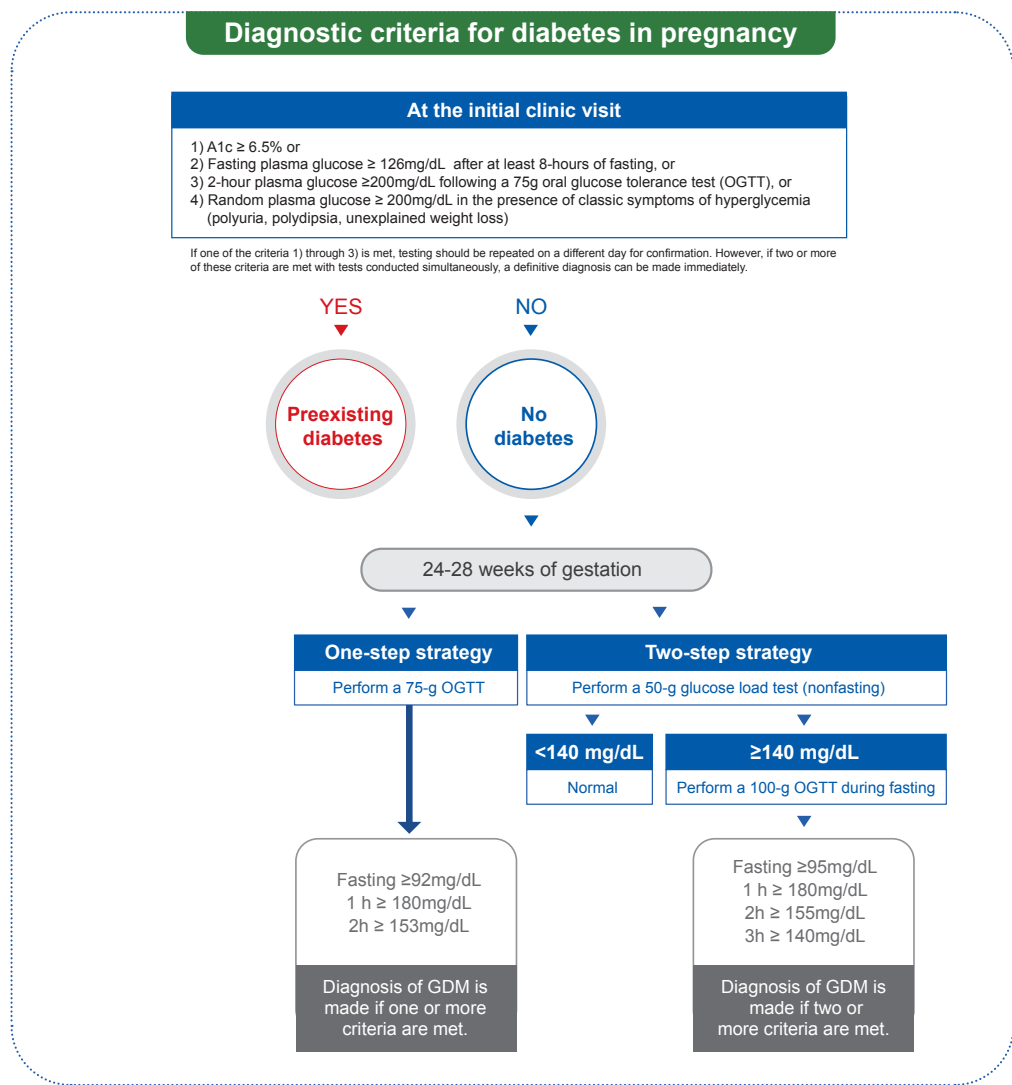 Diagnostic criteria for diabetes in pregnancy
At the initial clinic visit
1) A1c ≥ 6.5% or
2) Fasting plasma glucose ≥ 126mg/dL after at least 8-hours of fasting, or
3) 2-hour plasma glucose ≥200mg/dL following a 75g oral glucose tolerance test (OGTT), or
4) Random plasma glucose ≥ 200mg/dL in the presence of classic symptoms of hyperglycemia
(polyuria, polydipsia, unexplained weight loss)
If one of the criteria 1) through 3) is met, testing should be repeated on a different day for confirmation. However, if two or more
of these criteria are met with tests conducted simultaneously, a definitive diagnosis can be made immediately.
YES
NO
Preexisting
diabetes
No
diabetes
24-28 weeks of gestation
One-step strategy
Perform a 75-g OGTT
Two-step strategy
Perform a 50-g glucose load test (nonfasting)
<140 mg/dL
Normal
≥140 mg/dL
Perform a 100-g OGTT during fasting
Fasting ≥92mg/dL
1 h ≥ 180mg/dL
2h ≥ 153mg/dL
Diagnosis of GDM is
made if one or more
criteria are met.
Fasting ≥95mg/dL
1 h ≥ 180mg/dL
2h ≥ 155mg/dL
3h ≥ 140mg/dL
Diagnosis of GDM is
made if two or
more criteria are met.